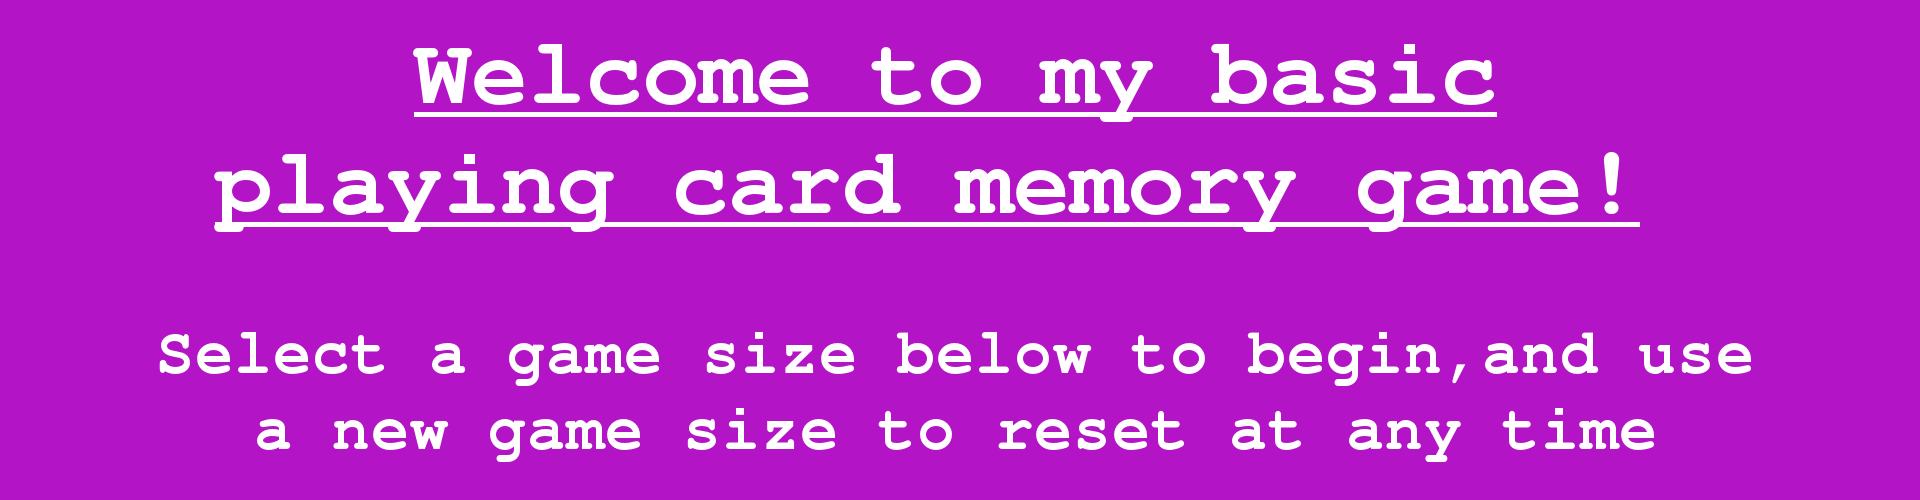 Welcome to my basic
playing card memory game!
Select a game size below to begin,and use
a new game size to reset at any time